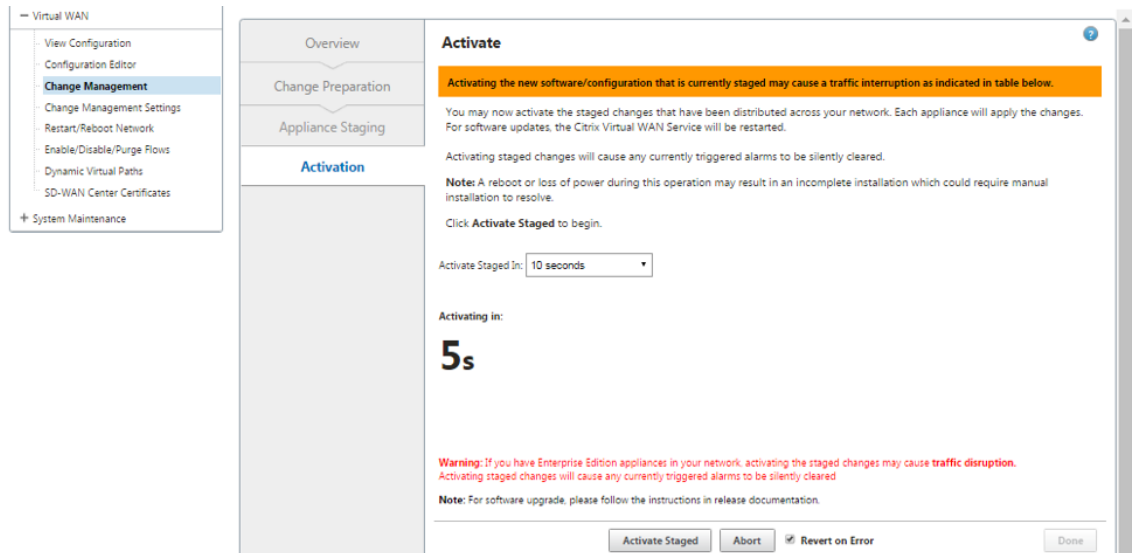 − Virtual WAN
View Configuration
Configuration Editor
Change Management
Change Management Settings
Restart/Reboot Network
Enable/Disable/Purge Flows
Dynamic Virtual Paths
SD-WAN Center Certificates
+ System Maintenance
Overview
Change Preparation
Appliance Staging
Activation
Activate
?
Activating the new software/configuration that is currently staged may cause a traffic interruption as indicated in table below.
You may now activate the staged changes that have been distributed across your network. Each appliance will apply the changes.
For software updates, the Citrix Virtual WAN Service will be restarted.
Activating staged changes will cause any currently triggered alarms to be silently cleared.
Note: A reboot or loss of power during this operation may result in an incomplete installation which could require manual
installation to resolve.
Click Activate Staged to begin.
Activate Staged In: 10 seconds
Activating in:
5s
Warning: If you have Enterprise Edition appliances in your network. activating the staged changes may cause traffic disruption.
Activating staged changes will cause any currently triggered alarms to be silently cleared
Note: For software upgrade, please follow the instructions in release documentation.
Activate Staged Abort Revert on Error Done